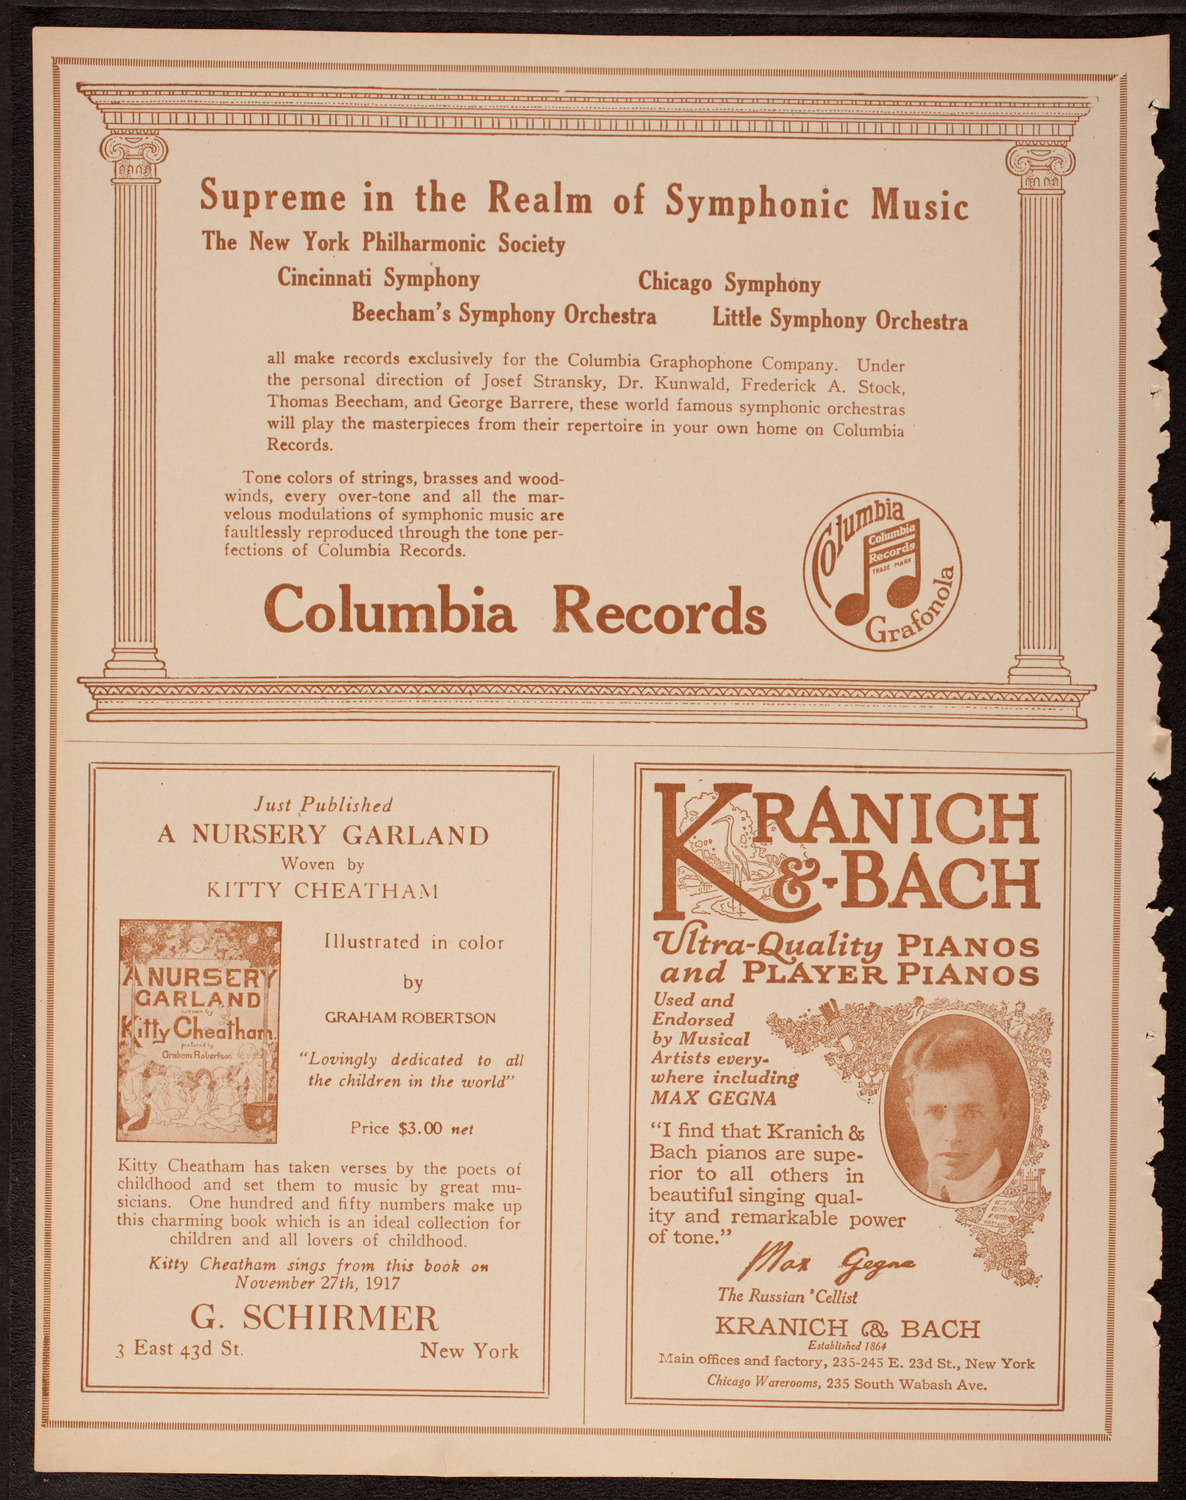 Supreme in the Realm of Symphonic Music
The New York Philharmonic Society
Cincinnati Symphony Chicago Symphony
Beecham's Symphony Orchestra Little Symphony Orchestra
all make records exclusively for the Columbia Graphophone Company. Under
the personal direction of Josef Stransky, Dr. Kunwald, Frederick A. Stock,
Thomas Beecham, and George Barrere, these world famous symphonic orchestras
will play the masterpieces from their repertoire in your own home on Columbia
Records.
Tone colors of strings, brasses and wood-
winds, every over-tone and all the mar-
velous modulations of symphonic music are
faultlessly reproduced through the tone per-
fections of Columbia Records.
Columbia Records
Columbia
Columbia
Records
TRADE MARK
Grafonola
Just Published
A NURSERY GARLAND
Woven by
KITTY CHEATHAM
A NURSERY
GARLAND
woven by
Kitty Cheatham
pictured by
Graham Robertson
Illustrated in color
by
GRAHAM ROBERTSON
"Lovingly dedicated to all
the children in the world"
Price $3.00 net
Kitty Cheatham has taken verses by the poets of
childhood and set them to music by great mu-
sicians. One hundred and fifty numbers make up
this charming book which is an ideal collection for
children and all lovers of childhood.
Kitty Cheatham sings from this book on
November 27th, 1917
G. SCHIRMER
3 East 43d St. New York
KRANICH
&-BACH
Ultra-Quality PIANOS
and PLAYER PIANOS
Used and
Endorsed
by Musical
Artists every-
where including
MAX GEGNA
"I find that Kranich &
Bach pianos are supe-
rior to all others in
beautiful singing qual-
ity and remarkable power
of tone."
Max Gegna
The Russian 'Cellist
KRANICH & BACH
Established 1864
Main offices and factory, 235-245 E. 23d St., New York
Chicago Warerooms, 235 South Wabash Ave.